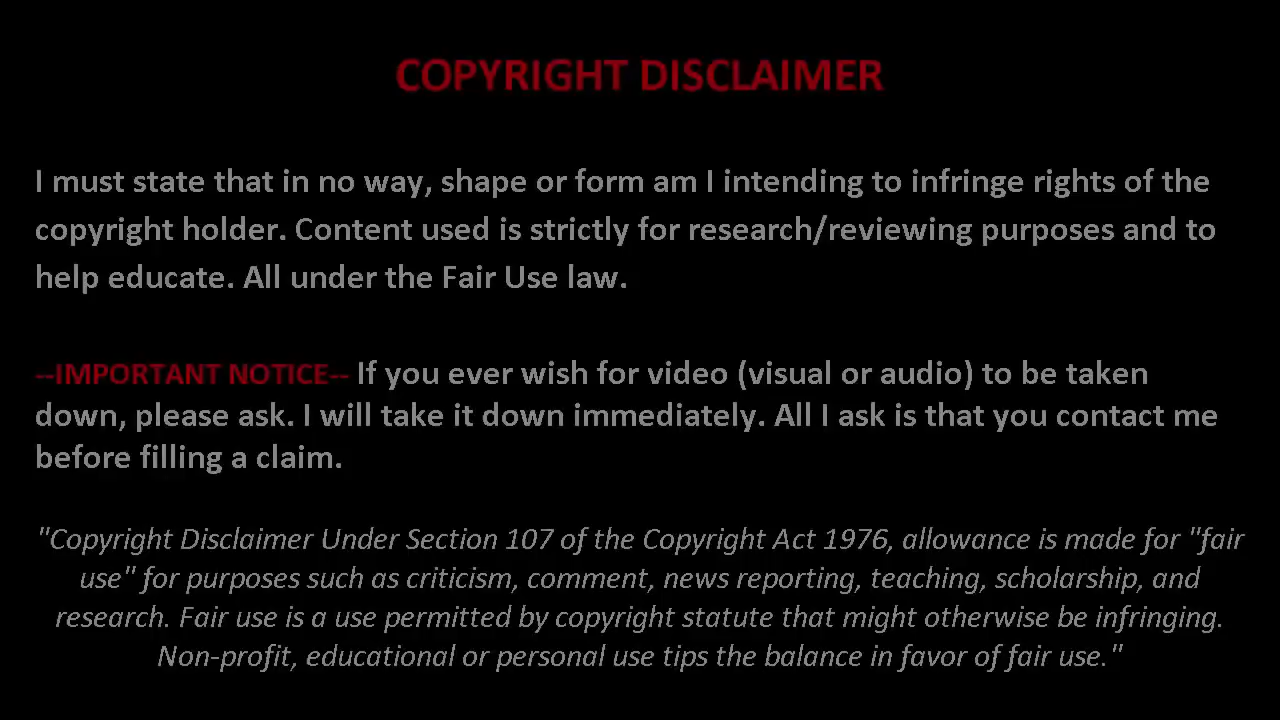 COPYRIGHT DISCLAIMER
I must state that in no way, shape or form am I intending to infringe rights of the
copyright holder. Content used is strictly for research/reviewing purposes and to
help educate. All under the Fair Use law.
--IMPORTANT NOTICE-- If you ever wish for video (visual or audio) to be taken
down, please ask. I will take it down immediately. All I ask is that you contact me
before filling a claim.
"Copyright Disclaimer Under Section 107 of the Copyright Act 1976, allowance is made for "fair
use" for purposes such as criticism, comment, news reporting, teaching, scholarship, and
research. Fair use is a use permitted by copyright statute that might otherwise be infringing.
Non-profit, educational or personal use tips the balance in favor of fair use."